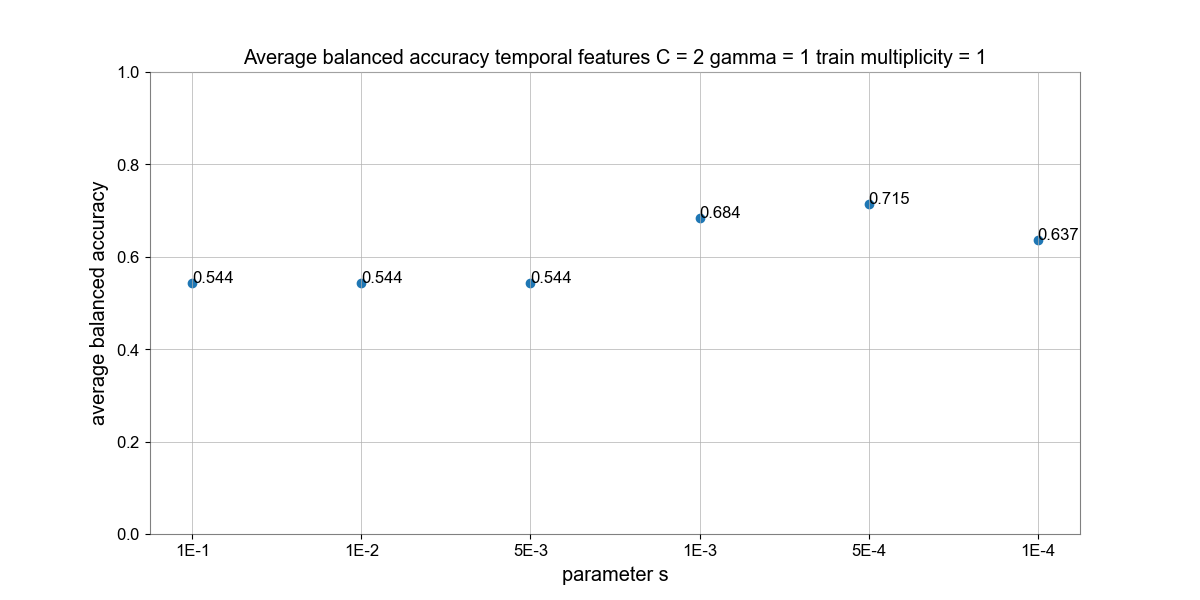 Average balanced accuracy temporal features C = 2 gamma = 1 train multiplicity = 1
1.0
0.8
0.6
0.4
0.2
0.0
average balanced accuracy
0.544
0.544
0.544
0.684
0.715
0.637
1E-1
1E-2
5E-3
1E-3
5E-4
1E-4
parameter s